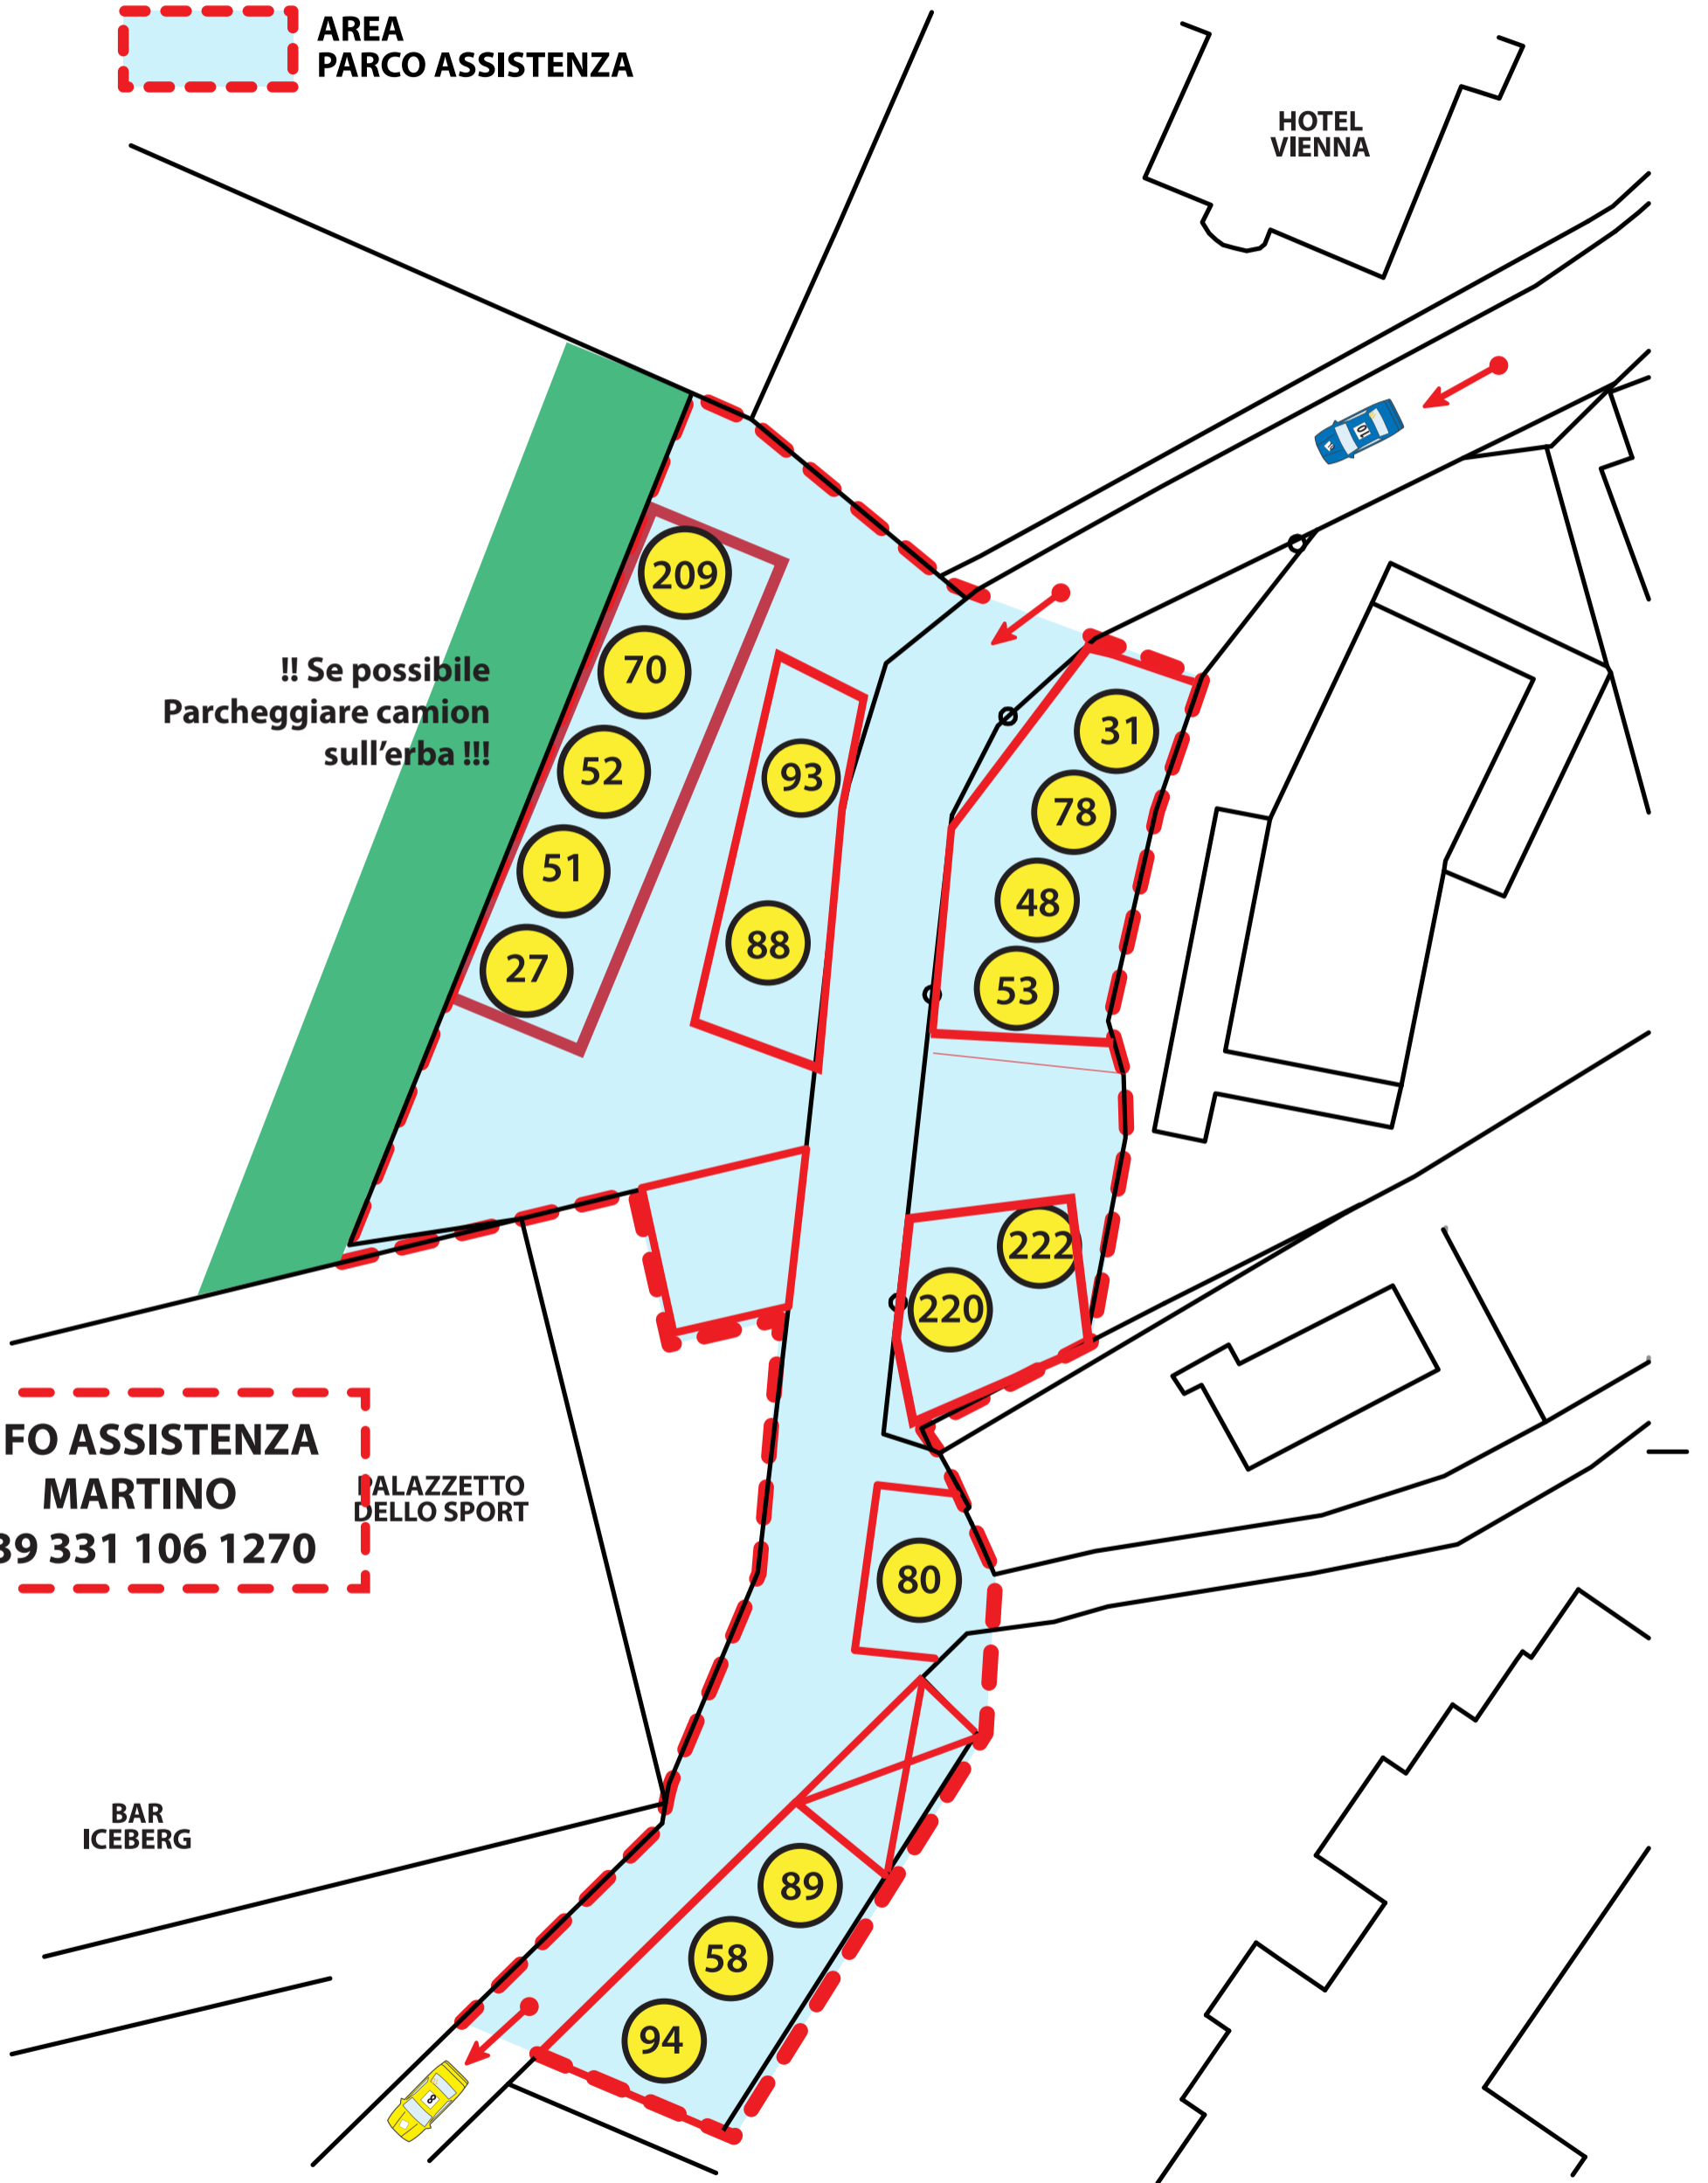 AREA
PARCO ASSISTENZA
HOTEL
VIENNA
110
209
!! Se possibile
Parcheggiare camion
sull'erba !!!
70
31
52
93
78
51
48
88
27
53
222
220
FO ASSISTENZA
MARTINO
39 331 106 1270
PALAZZETTO
DELLO SPORT
80
BAR
ICEBERG
89
58
94
8